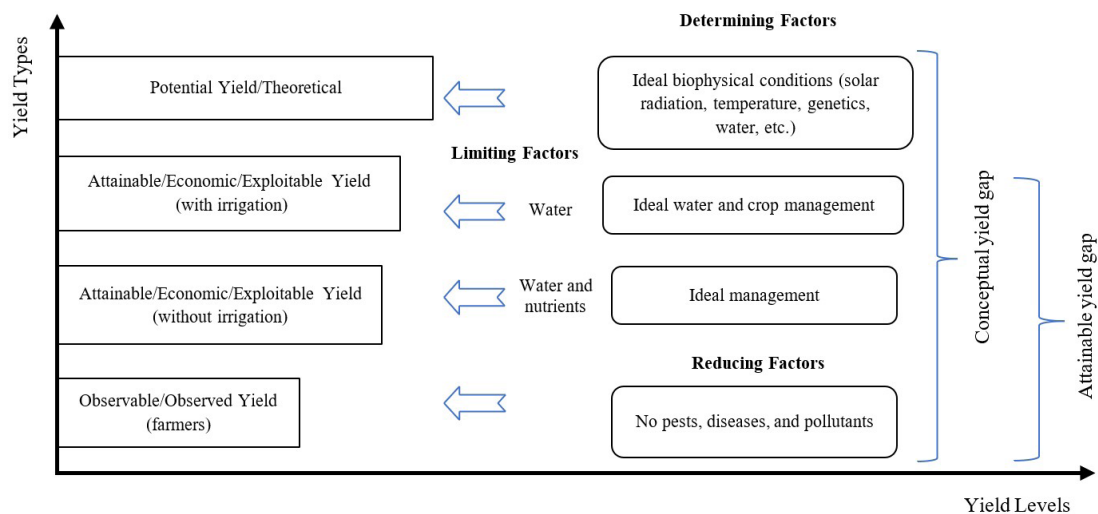 Determining Factors
Yield Types
Potential Yield/Theoretical
Ideal biophysical conditions (solar
radiation, temperature, genetics,
water, etc.)
Limiting Factors
Attainable/Economic/Exploitable Yield
(with irrigation)
Water
Ideal water and crop management
Attainable/Economic/Exploitable Yield
(without irrigation)
Water and
nutrients
Ideal management
Reducing Factors
Observable/Observed Yield
(farmers)
No pests, diseases, and pollutants
Conceptual yield gap
Attainable yield gap
Yield Levels